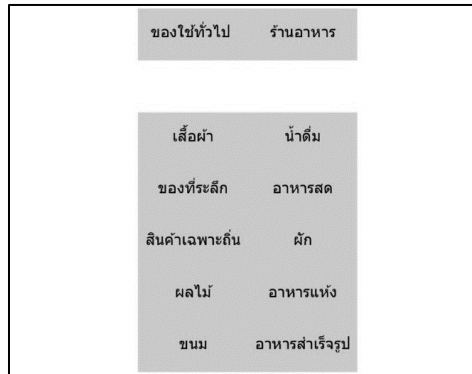 ของใช้ทั่วไป ร้านอาหาร
เสื้อผ้า น้ำดื่ม
ของที่ระลึก อาหารสด
สินค้าเฉพาะถิ่น ผัก
ผลไม้ อาหารแห้ง
ขนม อาหารสำเร็จรูป